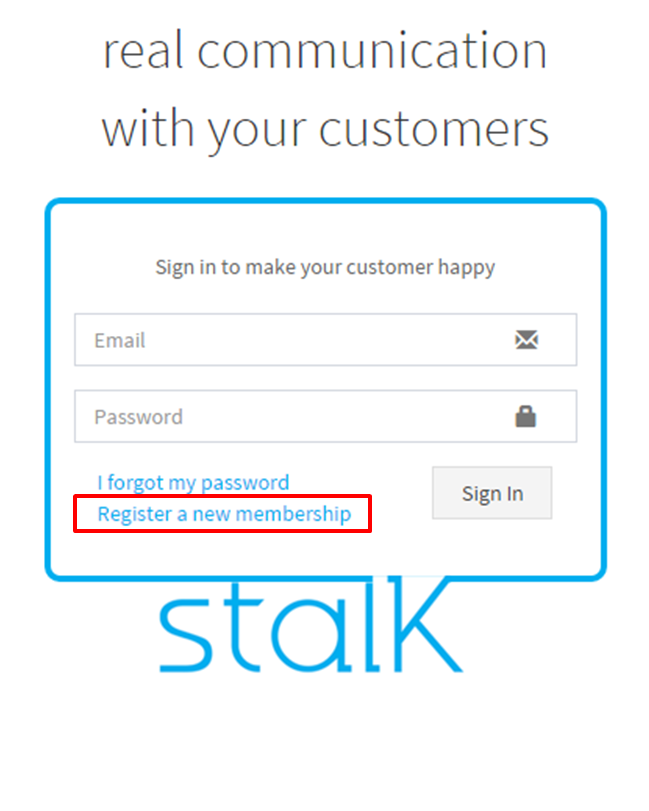 real communication
with your customers
Sign in to make your customer happy
Email
Password
I forgot my password
Sign In
Register a new membership
stalk